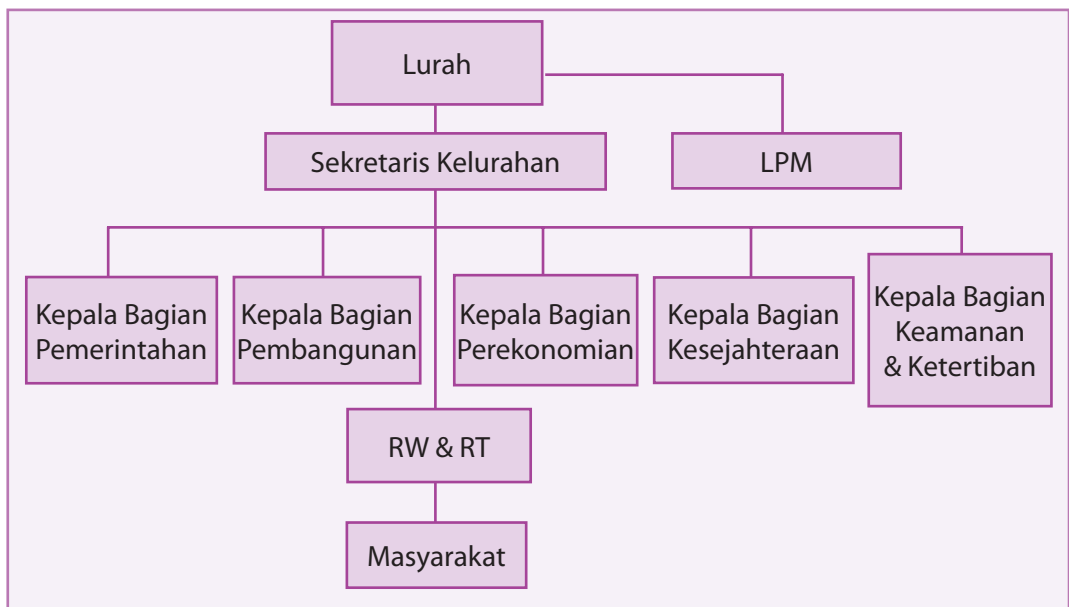 Lurah
Sekretaris Kelurahan
LPM
Kepala Bagian
Pemerintahan
Kepala Bagian
Pembangunan
Kepala Bagian
Perekonomian
Kepala Bagian
Kesejahteraan
Kepala Bagian
Keamanan
& Ketertiban
RW & RT
Masyarakat